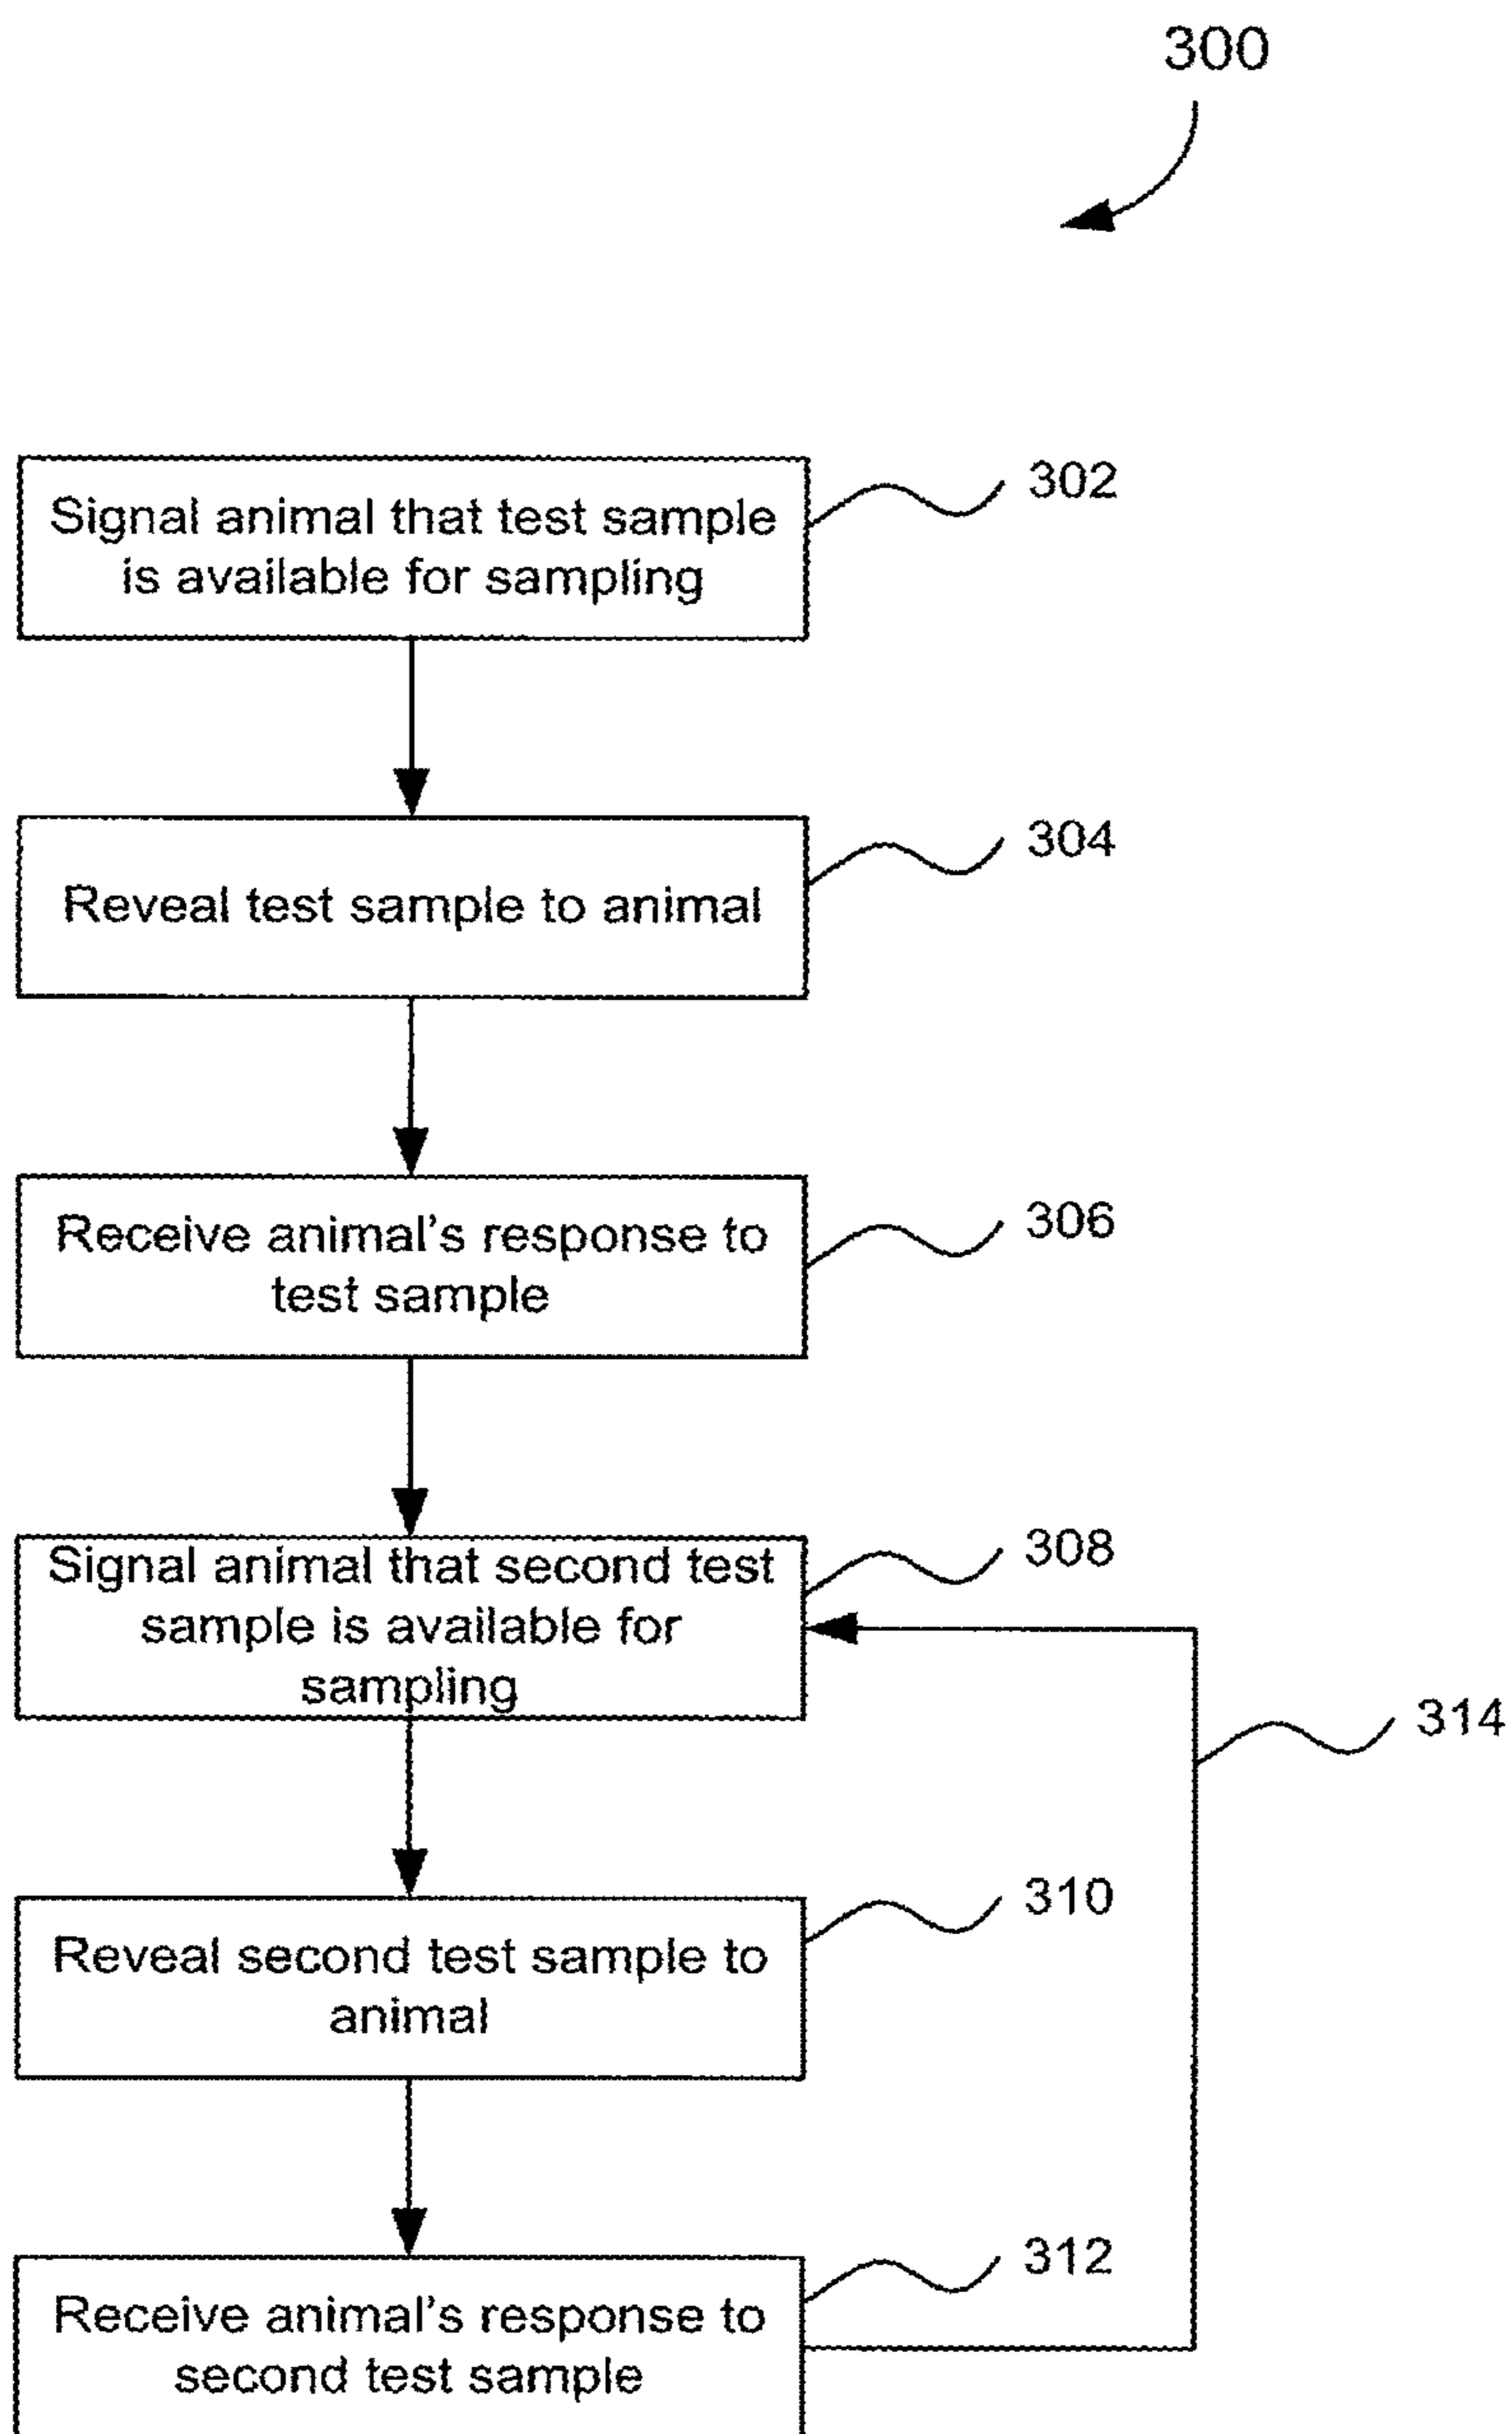 300
Signal animal that test sample
is available for sampling
302
Reveal test sample to animal
304
Receive animal's response to
test sample
306
Signal animal that second test
sample is available for
sampling
308
314
Reveal second test sample to
animal
310
Receive animal's response to
second test sample
312